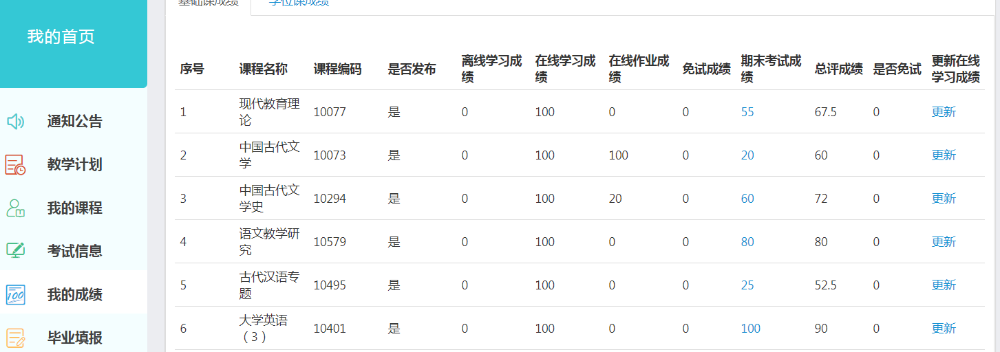 基础课成绩 学位课成绩
我的首页
通知公告
教学计划
我的课程
考试信息
我的成绩
100
毕业填报
序号 课程名称 课程编码 是否发布 离线学习成 在线学习成 在线作业成 免试成绩 期末考试成 总评成绩 是否免试 更新在线
绩 绩 绩 绩 学习成绩
现代教育理
1 10077 是 0 100 0 0 55 67.5 0 更新
论
中国古代文
2 10073 是 0 100 100 0 20 60 0 更新
学
中国古代文
3 10294 是 0 100 20 0 60 72 0 更新
学史
语文教学研
4 10579 是 0 100 0 0 80 80 0 更新
究
古代汉语专
5 10495 是 0 100 0 0 25 52.5 0 更新
题
大学英语
6 10401 是 0 100 0 0 100 90 0 更新
（3）